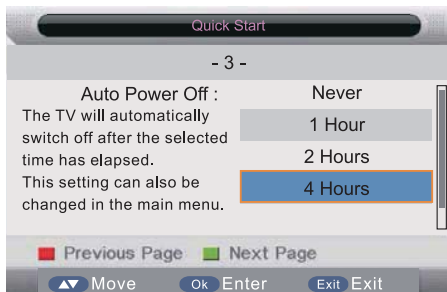 Quick Start
- 3 -
Auto Power Off :
The TV will automatically
switch off after the selected
time has elapsed.
This setting can also be
changed in the main menu.
Never
1 Hour
2 Hours
4 Hours
Previous Page Next Page
Move Ok Enter Exit Exit